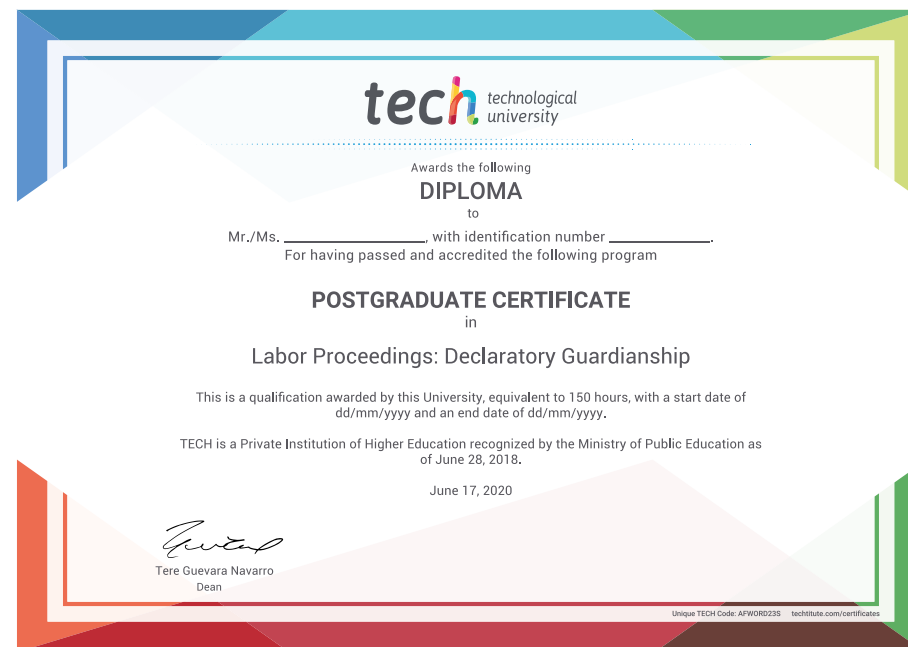 tech technological
university
Awards the following
DIPLOMA
to
Mr./Ms. ____________________, with identification number ______________.
For having passed and accredited the following program
POSTGRADUATE CERTIFICATE
in
Labor Proceedings: Declaratory Guardianship
This is a qualification awarded by this University, equivalent to 150 hours, with a start date of
dd/mm/yyyy and an end date of dd/mm/yyyy.
TECH is a Private Institution of Higher Education recognized by the Ministry of Public Education as
of June 28, 2018.
June 17, 2020
Tere Guevara Navarro
Dean
Unique TECH Code: AFWORD23S techtitute.com/certificates